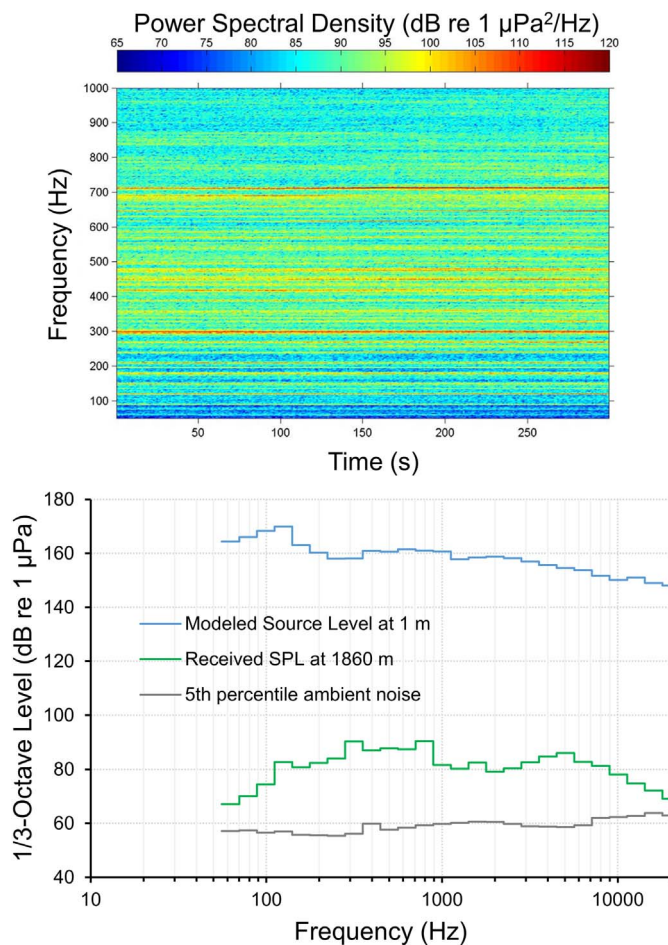 Power Spectral Density (dB re 1 µPa²/Hz)
65 70 75 80 85 90 95 100 105 110 115 120
1000
900
800
700
600
500
400
300
200
100
Frequency (Hz)
50 100 150 200 250
Time (s)
180
160
140
120
100
80
60
40
1/3-Octave Level (dB re 1 µPa)
Modeled Source Level at 1 m
Received SPL at 1860 m
5th percentile ambient noise
10 100 1000 10000
Frequency (Hz)